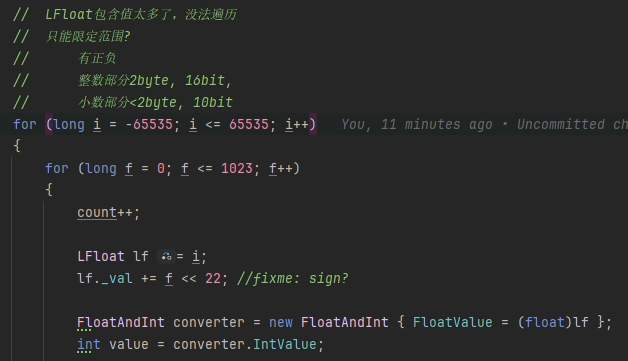 // LFloat包含值太多了，没法遍历
// 只能限定范围?
//     有正负
//     整数部分2byte, 16bit,
//     小数部分<2byte, 10bit
for (long i = -65535; i <= 65535; i++)    You, 11 minutes ago • Uncommitted ch
{
    for (long f = 0; f <= 1023; f++)
    {
        count++;
        LFloat lf = i;
        lf._val += f << 22; //fixme: sign?
        FloatAndInt converter = new FloatAndInt { FloatValue = (float)lf };
        int value = converter.IntValue;